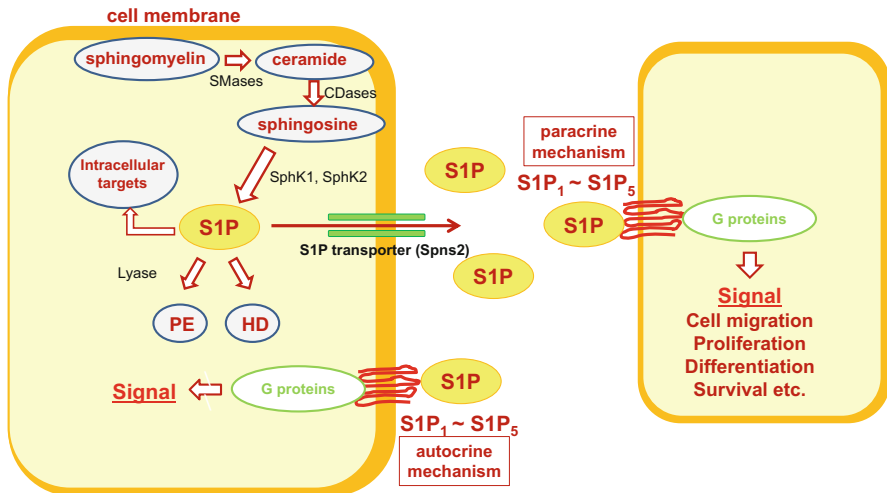 cell membrane
sphingomyelin
ceramide
SMases
CDases
sphingosine
Intracellular
targets
SphK1, SphK2
S1P
S1P transporter (Spns2)
Lyase
PE
HD
Signal
G proteins
S1P
S1P₁ ~ S1P₅
autocrine
mechanism
S1P
S1P
paracrine
mechanism
S1P₁ ~ S1P₅
S1P
G proteins
Signal
Cell migration
Proliferation
Differentiation
Survival etc.